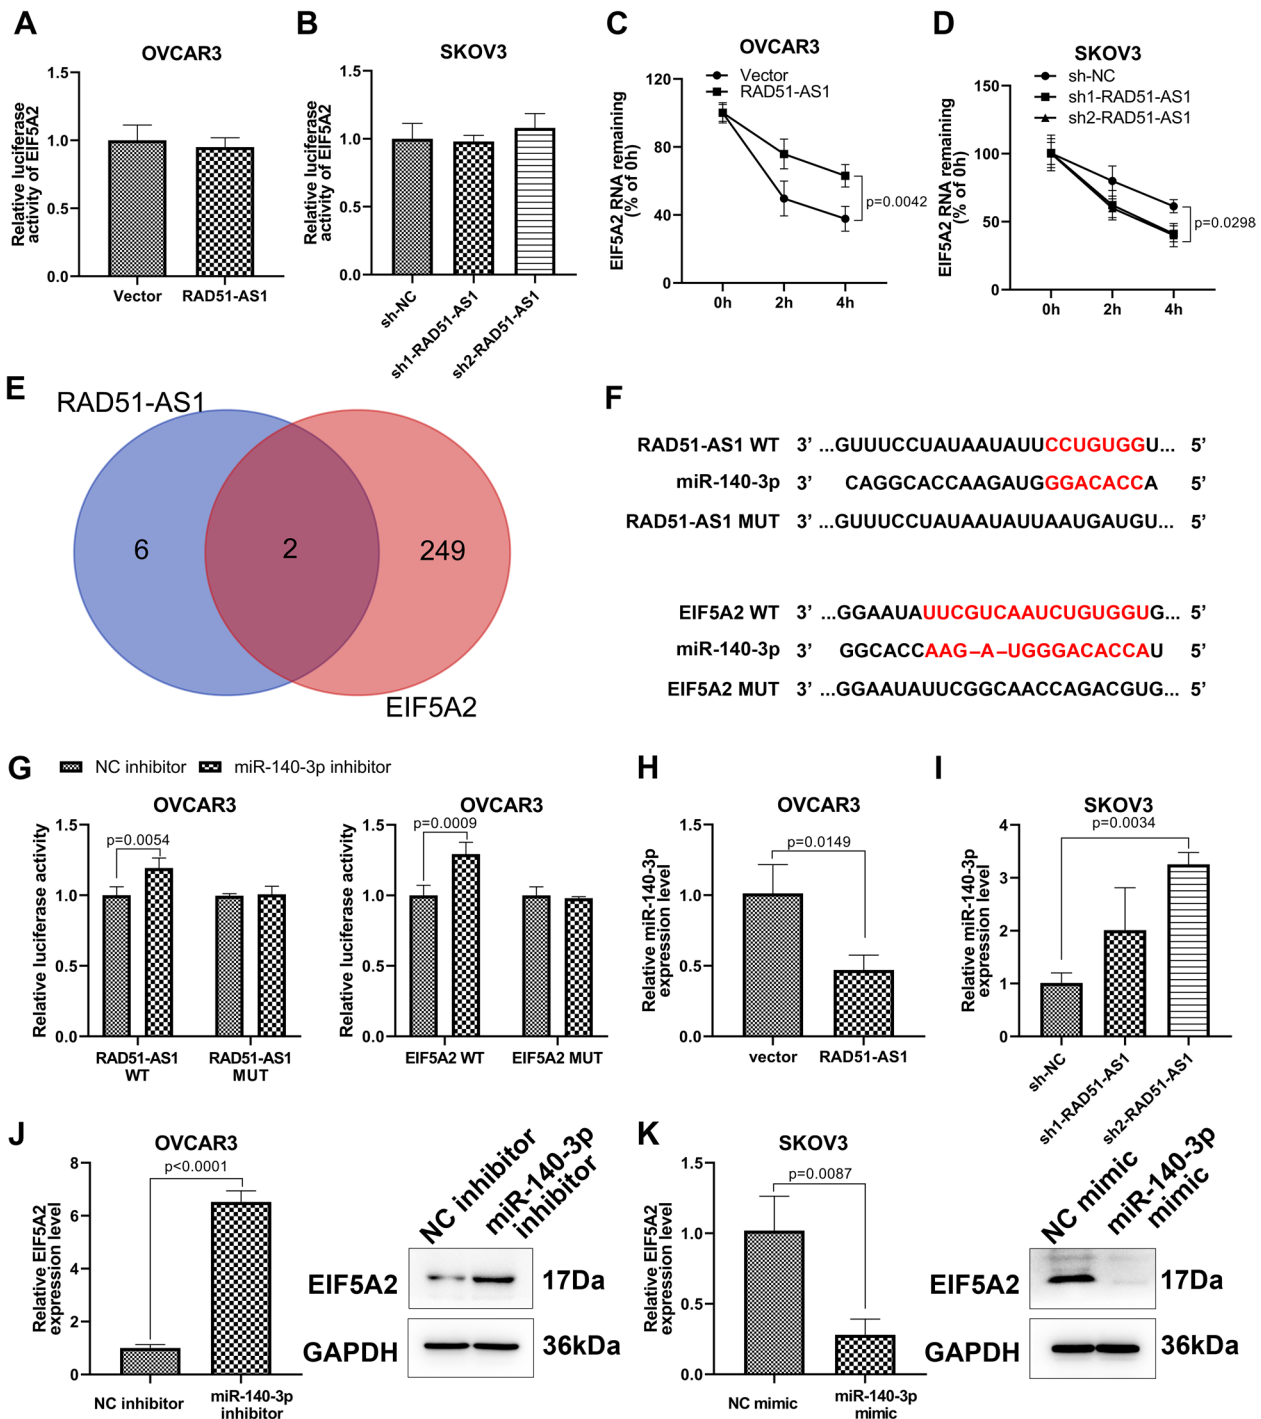 A
OVCAR3
Relative luciferase
activity of EIF5A2
1.5
1.0
0.5
0.0
Vector
RAD51-AS1
B
SKOV3
Relative luciferase
activity of EIF5A2
1.5
1.0
0.5
0.0
sh-NC
sh1-RAD51-AS1
sh2-RAD51-AS1
C
OVCAR3
Vector
RAD51-AS1
EIF5A2 RNA remaining
(% of 0h)
120
80
40
0
p=0.0042
0h
2h
4h
D
SKOV3
sh-NC
sh1-RAD51-AS1
sh2-RAD51-AS1
EIF5A2 RNA remaining
(% of 0h)
150
100
50
0
p=0.0298
0h
2h
4h
E
RAD51-AS1
6
2
249
EIF5A2
F
RAD51-AS1 WT 3’ ...GUUUCCUAUAAUAUUCCUGUGGU... 5’
miR-140-3p 3’ CAGGCACCAAGAUGGGACACCA 5’
RAD51-AS1 MUT 3’ ...GUUUCCUAUAAUAUUAAUGAUGU... 5’
EIF5A2 WT 3’ ...GGAAUAUUCGUCAAUCUGUGGUG... 5’
miR-140-3p 3’ GGCACCAAG–A–UGGGACACCAU 5’
EIF5A2 MUT 3’ ...GGAAUAUUCGGCAACCAGACGUG... 5’
G
NC inhibitor
miR-140-3p inhibitor
OVCAR3
Relative luciferase activity
1.5
1.0
0.5
0.0
p=0.0054
RAD51-AS1
WT
RAD51-AS1
MUT
OVCAR3
Relative luciferase activity
1.5
1.0
0.5
0.0
p=0.0009
EIF5A2 WT
EIF5A2 MUT
H
OVCAR3
Relative miR-140-3p
expression level
1.5
1.0
0.5
0.0
p=0.0149
vector
RAD51-AS1
I
SKOV3
Relative miR-140-3p
expression level
4
3
2
1
0
p=0.0034
sh-NC
sh1-RAD51-AS1
sh2-RAD51-AS1
J
OVCAR3
Relative EIF5A2
expression level
8
6
4
2
0
p<0.0001
NC inhibitor
miR-140-3p
inhibitor
NC inhibitor
miR-140-3p
inhibitor
EIF5A2
17Da
GAPDH
36kDa
K
SKOV3
Relative EIF5A2
expression level
1.5
1.0
0.5
0.0
p=0.0087
NC mimic
miR-140-3p
mimic
NC mimic
miR-140-3p
mimic
EIF5A2
17Da
GAPDH
36kDa